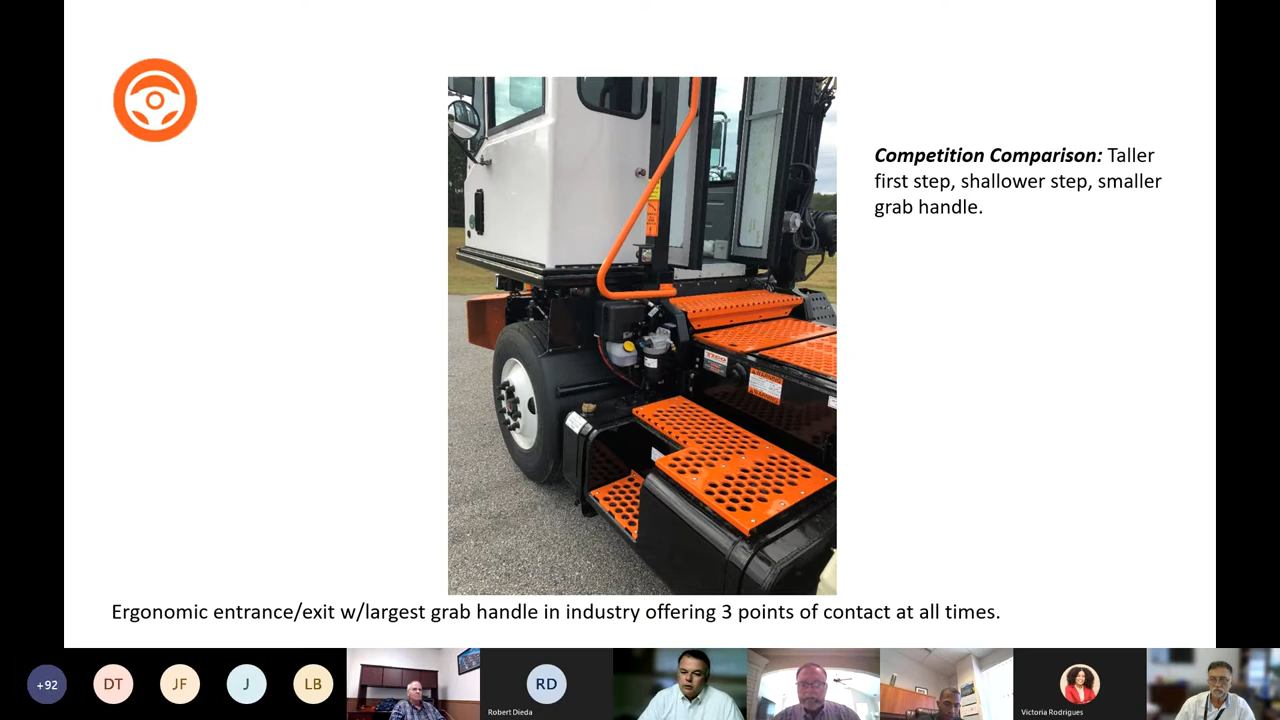 Competition Comparison: Taller
first step, shallower step, smaller
grab handle.
TICO
Ergonomic entrance/exit w/largest grab handle in industry offering 3 points of contact at all times.
+92
DT
JF
J
LB
RD
Robert Dieda
Victoria Rodrigues